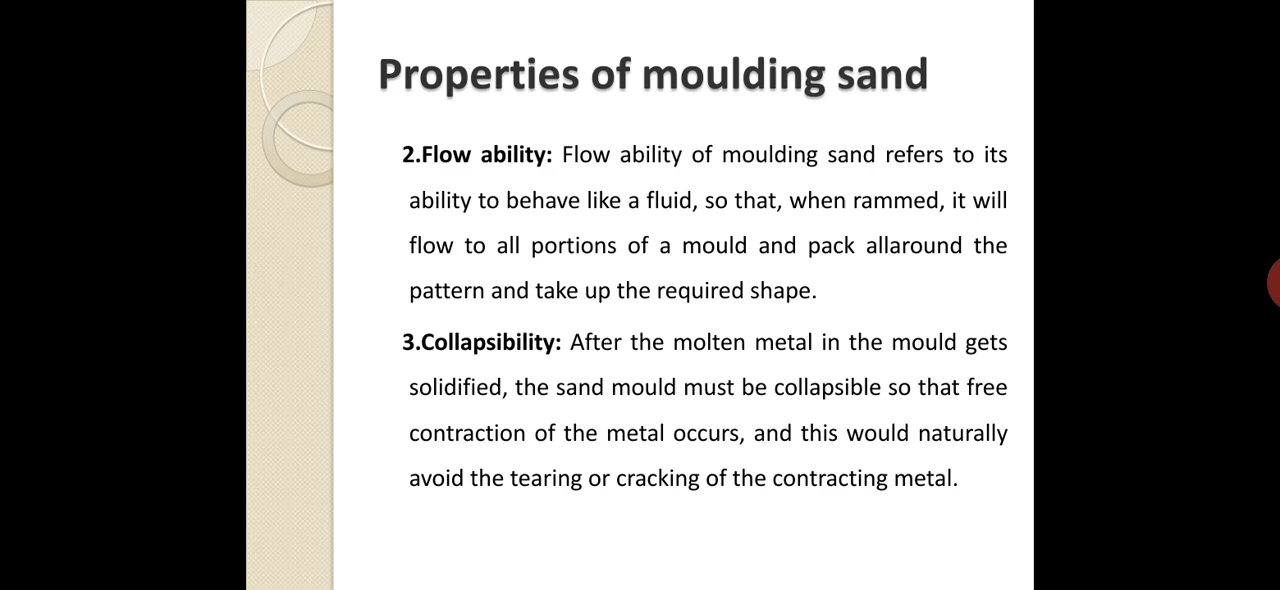 Properties of moulding sand
2.Flow ability: Flow ability of moulding sand refers to its
ability to behave like a fluid, so that, when rammed, it will
flow to all portions of a mould and pack allaround the
pattern and take up the required shape.
3.Collapsibility: After the molten metal in the mould gets
solidified, the sand mould must be collapsible so that free
contraction of the metal occurs, and this would naturally
avoid the tearing or cracking of the contracting metal.